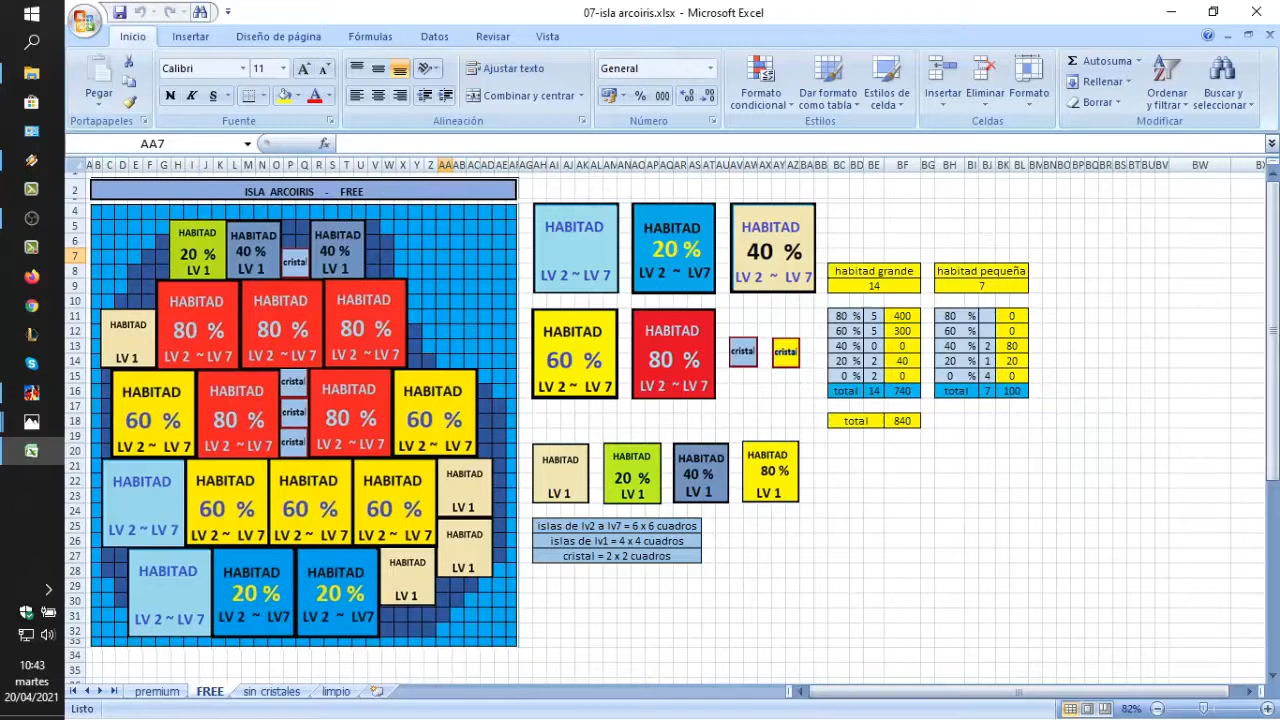 07-isla arcoiris.xlsx - Microsoft Excel
Inicio Insertar Diseño de página Fórmulas Datos Revisar Vista
Pegar
Calibri 11
N K S
Ajustar texto
Combinar y centrar
General
% 000
Formato condicional
Dar formato como tabla
Estilos de celda
Insertar Eliminar Formato
Autosuma
Rellenar
Borrar
Ordenar y filtrar
Buscar y seleccionar
Portapapeles Fuente Alineación Número Estilos Celdas Modificar
AA7
fx
ISLA ARCOIRIS - FREE
HABITAD
20 %
LV 1
HABITAD
40 %
LV 1
cristal
HABITAD
40 %
LV 1
HABITAD
LV 1
HABITAD
80 %
LV 2 ~ LV 7
HABITAD
80 %
LV 2 ~ LV 7
HABITAD
80 %
LV 2 ~ LV 7
HABITAD
60 %
LV 2 ~ LV 7
HABITAD
80 %
LV 2 ~ LV 7
cristal
cristal
cristal
HABITAD
80 %
LV 2 ~ LV 7
HABITAD
60 %
LV 2 ~ LV 7
HABITAD
LV 2 ~ LV 7
HABITAD
60 %
LV 2 ~ LV 7
HABITAD
60 %
LV 2 ~ LV 7
HABITAD
60 %
LV 2 ~ LV 7
HABITAD
LV 1
HABITAD
LV 1
HABITAD
LV 2 ~ LV 7
HABITAD
20 %
LV 2 ~ LV7
HABITAD
20 %
LV 2 ~ LV7
HABITAD
LV 1
HABITAD
LV 2 ~ LV 7
HABITAD
20 %
LV 2 ~ LV7
HABITAD
40 %
LV 2 ~ LV 7
HABITAD
60 %
LV 2 ~ LV 7
HABITAD
80 %
LV 2 ~ LV 7
cristal
cristal
HABITAD
LV 1
HABITAD
20 %
LV 1
HABITAD
40 %
LV 1
HABITAD
80 %
LV 1
islas de lv2 a lv7 = 6 x 6 cuadros
islas de lv1 = 4 x 4 cuadros
cristal = 2 x 2 cuadros
habitad grande
14
80 % 5 400
60 % 5 300
40 % 0 0
20 % 2 40
0 % 2 0
total 14 740
total 840
habitad pequeña
7
80 % 0
60 % 0
40 % 2 80
20 % 1 20
0 % 4 0
total 7 100
premium FREE sin cristales limpio
Listo
82%
10:43
martes
20/04/2021